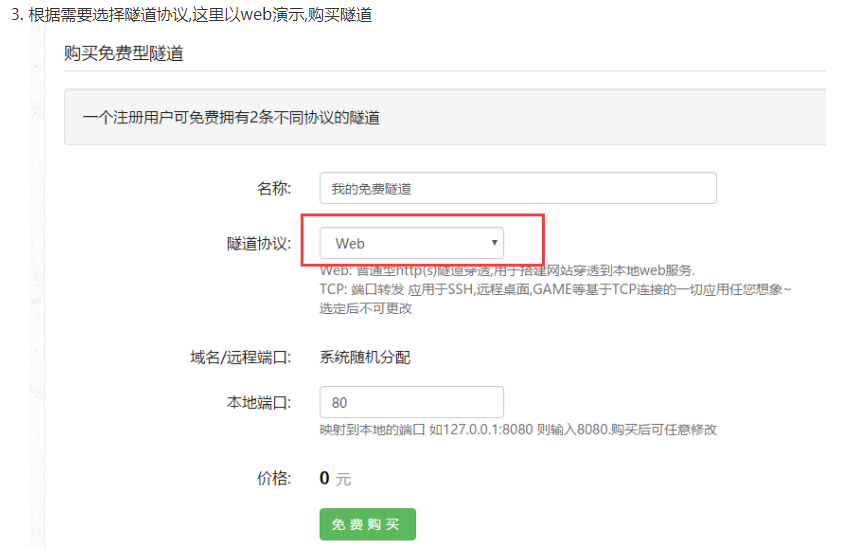 3. 根据需要选择隧道协议,这里以web演示,购买隧道
购买免费型隧道
一个注册用户可免费拥有2条不同协议的隧道
名称: 我的免费隧道
隧道协议: Web
Web: 普通型http(s)隧道穿透,用于搭建网站穿透到本地web服务.
TCP: 端口转发 应用于SSH,远程桌面,GAME等基于TCP连接的一切应用任您想象~
选定后不可更改
域名/远程端口: 系统随机分配
本地端口: 80
映射到本地的端口 如127.0.0.1:8080 则输入8080.购买后可任意修改
价格: 0 元
免费购买